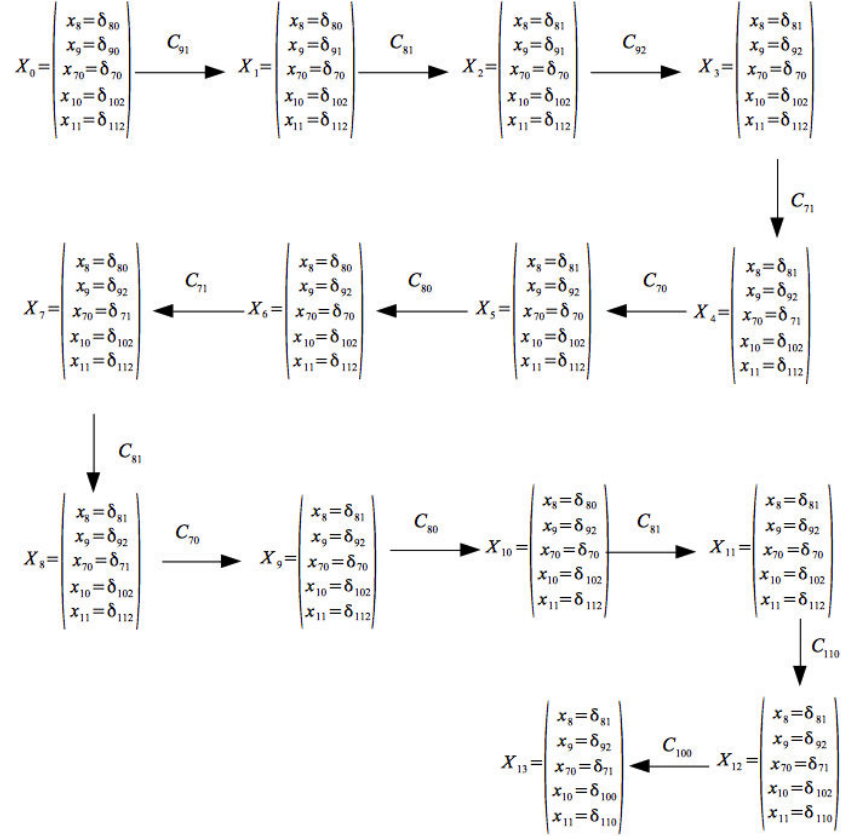 X₀=(x₈=δ₈₀ x₉=δ₉₀ x₇₀=δ₇₀ x₁₀=δ₁₀₂ x₁₁=δ₁₁₂)
C₉₁
X₁=(x₈=δ₈₀ x₉=δ₉₁ x₇₀=δ₇₀ x₁₀=δ₁₀₂ x₁₁=δ₁₁₂)
C₈₁
X₂=(x₈=δ₈₁ x₉=δ₉₁ x₇₀=δ₇₀ x₁₀=δ₁₀₂ x₁₁=δ₁₁₂)
C₉₂
X₃=(x₈=δ₈₁ x₉=δ₉₂ x₇₀=δ₇₀ x₁₀=δ₁₀₂ x₁₁=δ₁₁₂)
C₇₁
X₄=(x₈=δ₈₁ x₉=δ₉₂ x₇₀=δ₇₁ x₁₀=δ₁₀₂ x₁₁=δ₁₁₂)
C₇₀
X₅=(x₈=δ₈₁ x₉=δ₉₂ x₇₀=δ₇₀ x₁₀=δ₁₀₂ x₁₁=δ₁₁₂)
C₈₀
X₆=(x₈=δ₈₀ x₉=δ₉₂ x₇₀=δ₇₀ x₁₀=δ₁₀₂ x₁₁=δ₁₁₂)
C₇₁
X₇=(x₈=δ₈₀ x₉=δ₉₂ x₇₀=δ₇₁ x₁₀=δ₁₀₂ x₁₁=δ₁₁₂)
C₈₁
X₈=(x₈=δ₈₁ x₉=δ₉₂ x₇₀=δ₇₁ x₁₀=δ₁₀₂ x₁₁=δ₁₁₂)
C₇₀
X₉=(x₈=δ₈₁ x₉=δ₉₂ x₇₀=δ₇₀ x₁₀=δ₁₀₂ x₁₁=δ₁₁₂)
C₈₀
X₁₀=(x₈=δ₈₀ x₉=δ₉₂ x₇₀=δ₇₀ x₁₀=δ₁₀₂ x₁₁=δ₁₁₂)
C₈₁
X₁₁=(x₈=δ₈₁ x₉=δ₉₂ x₇₀=δ₇₀ x₁₀=δ₁₀₂ x₁₁=δ₁₁₂)
C₁₁₀
X₁₂=(x₈=δ₈₁ x₉=δ₉₂ x₇₀=δ₇₁ x₁₀=δ₁₀₂ x₁₁=δ₁₁₀)
C₁₀₀
X₁₃=(x₈=δ₈₁ x₉=δ₉₂ x₇₀=δ₇₁ x₁₀=δ₁₀₀ x₁₁=δ₁₁₀)